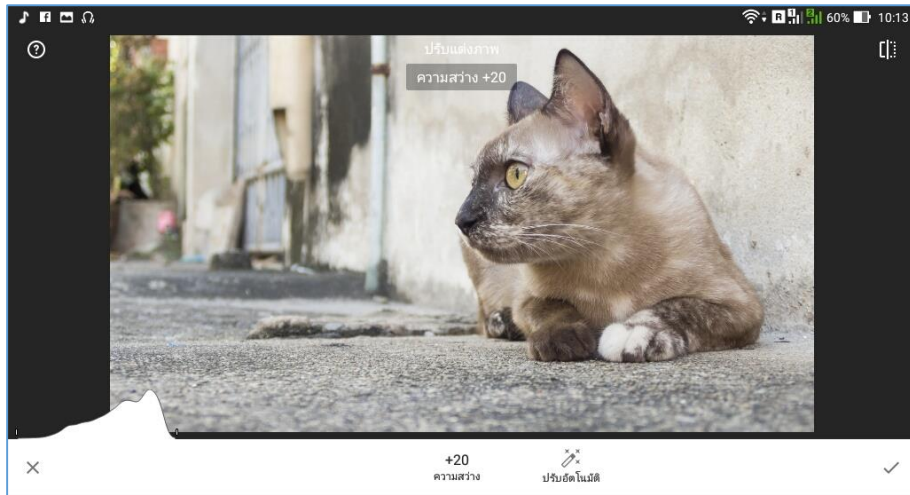 R 1 2 60% 10:13
ปรับแต่งภาพ
ความสว่าง +20
+20
ความสว่าง
ปรับอัตโนมัติ